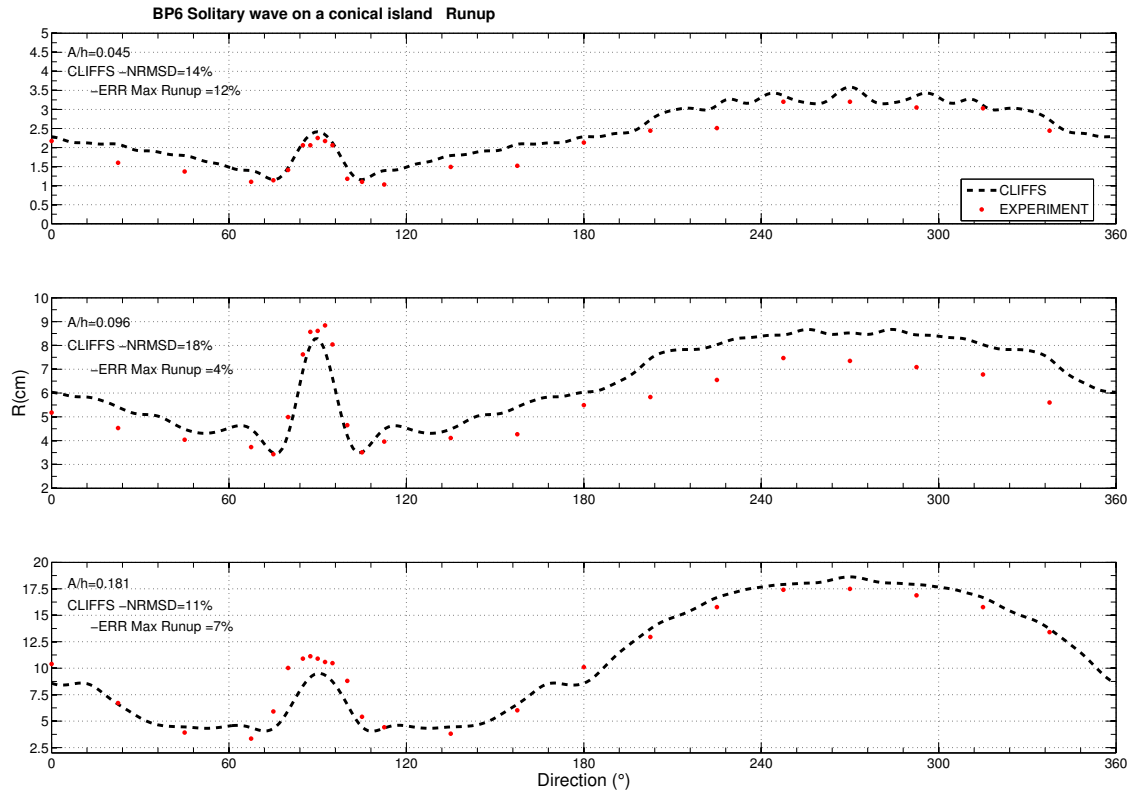 BP6 Solitary wave on a conical island Runup
5
4.5
4
3.5
3
2.5
2
1.5
1
0.5
0
A/h=0.045
CLIFFS −NRMSD=14%
−ERR Max Runup =12%
CLIFFS
EXPERIMENT
0 60 120 180 240 300 360
10
9
8
7
6
5
4
3
2
R(cm)
A/h=0.096
CLIFFS −NRMSD=18%
−ERR Max Runup =4%
0 60 120 180 240 300 360
20
17.5
15
12.5
10
7.5
5
2.5
A/h=0.181
CLIFFS −NRMSD=11%
−ERR Max Runup =7%
0 60 120 180 240 300 360
Direction (°)